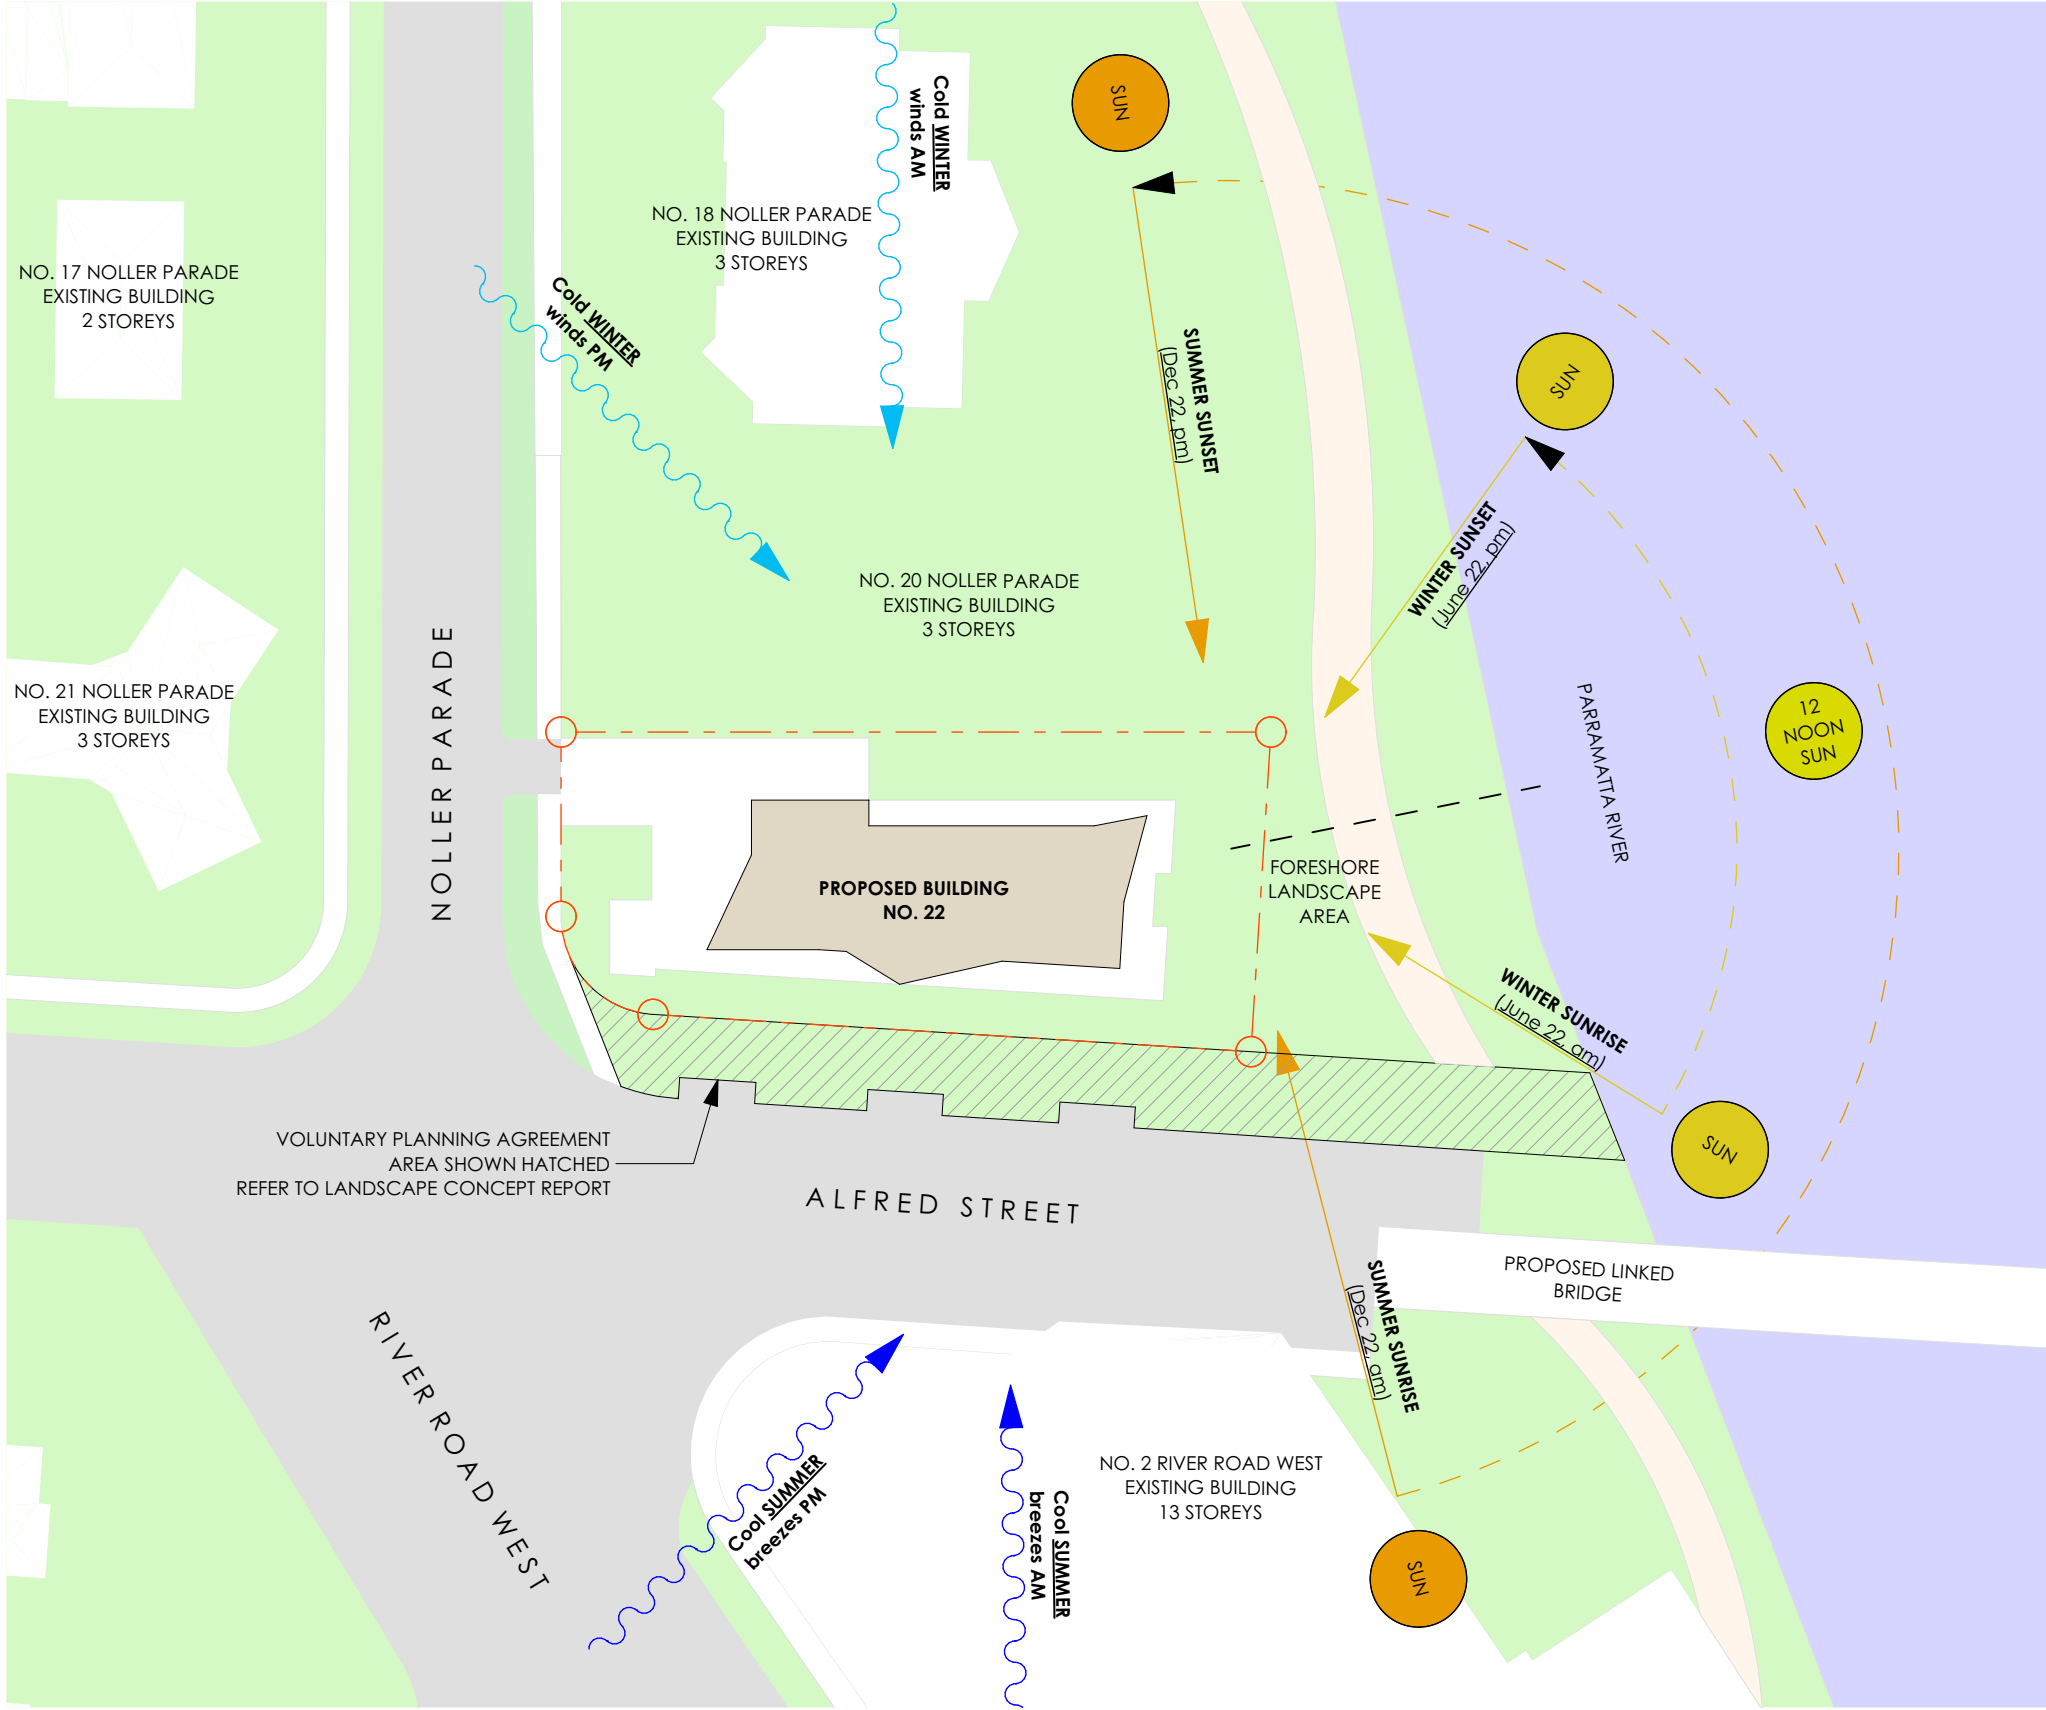 SUN
Cold WINTER
winds AM
NO. 18 NOLLER PARADE
EXISTING BUILDING
3 STOREYS
NO. 17 NOLLER PARADE
EXISTING BUILDING
2 STOREYS
Cold WINTER
winds PM
SUMMER SUNSET
(Dec 22, pm)
SUN
WINTER SUNSET
(June 22, pm)
NO. 20 NOLLER PARADE
EXISTING BUILDING
3 STOREYS
NO. 21 NOLLER PARADE
EXISTING BUILDING
3 STOREYS
NOLLER PARADE
PARRAMATTA RIVER
12
NOON
SUN
PROPOSED BUILDING
NO. 22
FORESHORE
LANDSCAPE
AREA
WINTER SUNRISE
(June 22, am)
SUN
VOLUNTARY PLANNING AGREEMENT
AREA SHOWN HATCHED
REFER TO LANDSCAPE CONCEPT REPORT
ALFRED STREET
PROPOSED LINKED
BRIDGE
SUMMER SUNRISE
(Dec 22, am)
RIVER ROAD WEST
Cool SUMMER
breezes PM
Cool SUMMER
breezes AM
NO. 2 RIVER ROAD WEST
EXISTING BUILDING
13 STOREYS
SUN